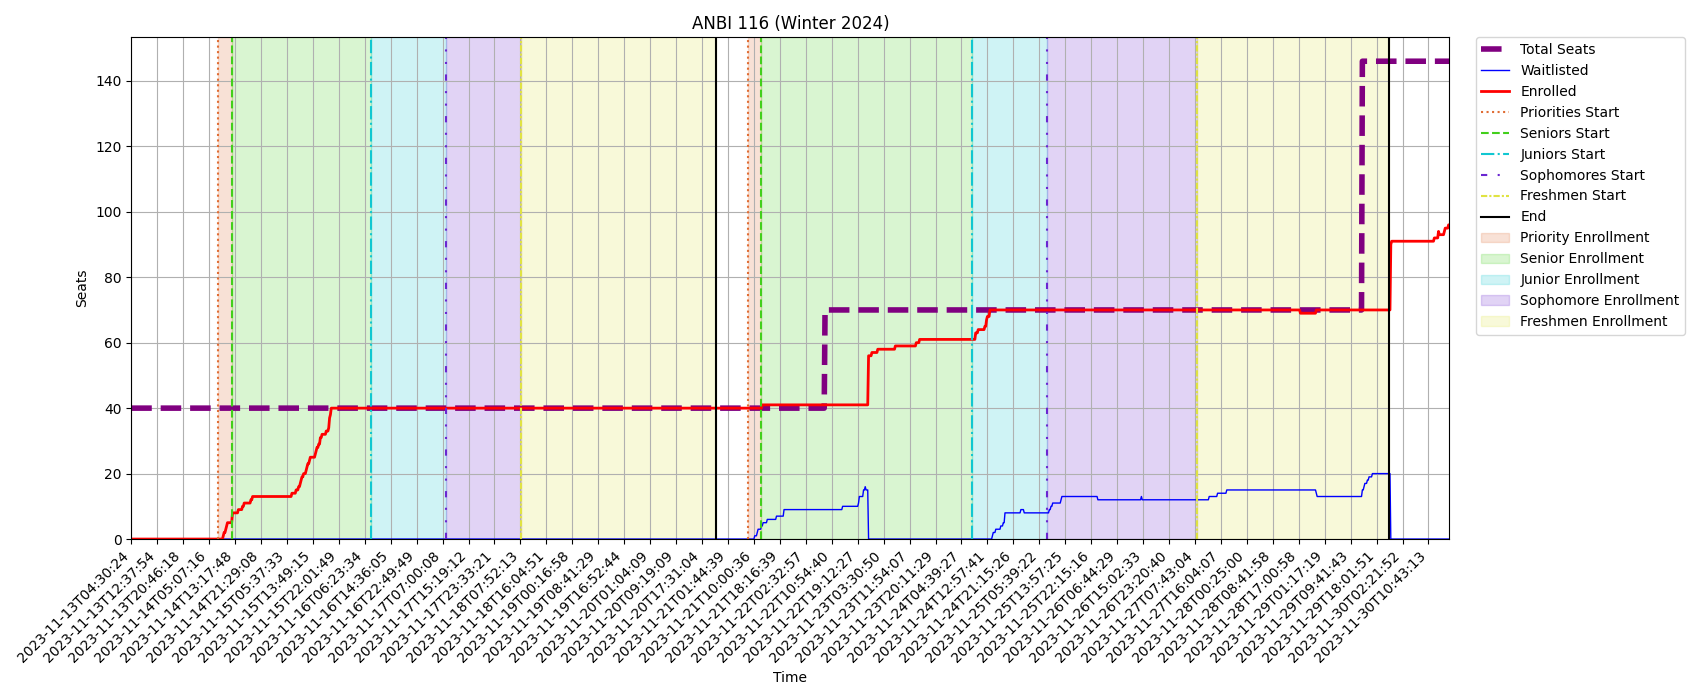 ANBI 116 (Winter 2024)
Seats
140
120
100
80
60
40
20
0
2023-11-13T04:30:24
2023-11-13T12:37:54
2023-11-13T20:46:18
2023-11-14T05:07:16
2023-11-14T13:17:48
2023-11-14T21:29:08
2023-11-15T05:37:33
2023-11-15T13:49:15
2023-11-15T22:01:49
2023-11-16T06:23:34
2023-11-16T14:36:05
2023-11-16T22:49:49
2023-11-17T07:00:08
2023-11-17T15:19:12
2023-11-17T23:33:21
2023-11-18T07:52:13
2023-11-18T16:04:51
2023-11-19T00:16:58
2023-11-19T08:41:29
2023-11-19T16:52:44
2023-11-20T01:04:09
2023-11-20T09:19:09
2023-11-20T17:31:04
2023-11-21T01:44:39
2023-11-21T10:00:36
2023-11-21T18:16:39
2023-11-22T02:32:57
2023-11-22T10:54:40
2023-11-22T19:12:27
2023-11-23T03:30:50
2023-11-23T11:54:07
2023-11-23T20:11:29
2023-11-24T04:39:27
2023-11-24T12:57:41
2023-11-24T21:15:26
2023-11-25T05:39:22
2023-11-25T13:57:25
2023-11-25T22:15:16
2023-11-26T06:44:29
2023-11-26T15:02:33
2023-11-26T23:20:40
2023-11-27T07:43:04
2023-11-27T16:04:07
2023-11-28T00:25:00
2023-11-28T08:41:58
2023-11-28T17:00:58
2023-11-29T01:17:19
2023-11-29T09:41:43
2023-11-29T18:01:51
2023-11-30T02:21:52
2023-11-30T10:43:13
Time
Total Seats
Waitlisted
Enrolled
Priorities Start
Seniors Start
Juniors Start
Sophomores Start
Freshmen Start
End
Priority Enrollment
Senior Enrollment
Junior Enrollment
Sophomore Enrollment
Freshmen Enrollment